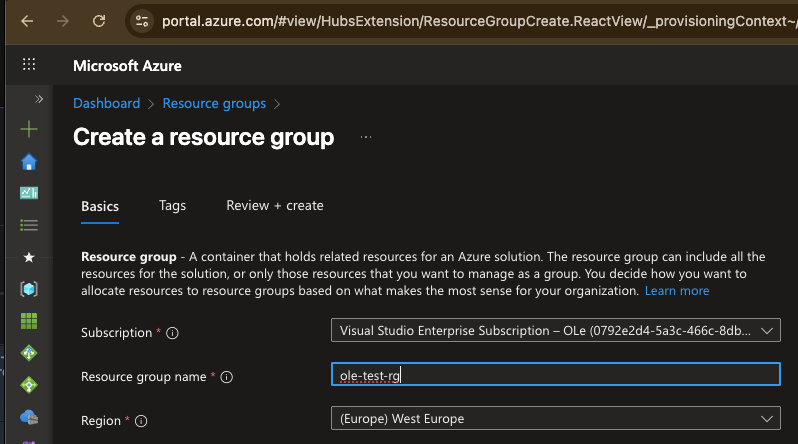 portal.azure.com/#view/HubsExtension/ResourceGroupCreate.ReactView/_provisioningContext~/
Microsoft Azure
Dashboard > Resource groups >
Create a resource group ...
Basics Tags Review + create
Resource group - A container that holds related resources for an Azure solution. The resource group can include all the
resources for the solution, or only those resources that you want to manage as a group. You decide how you want to
allocate resources to resource groups based on what makes the most sense for your organization. Learn more
Subscription * Visual Studio Enterprise Subscription – OLe (0792e2d4-5a3c-466c-8db...
Resource group name * ole-test-rg
Region * (Europe) West Europe